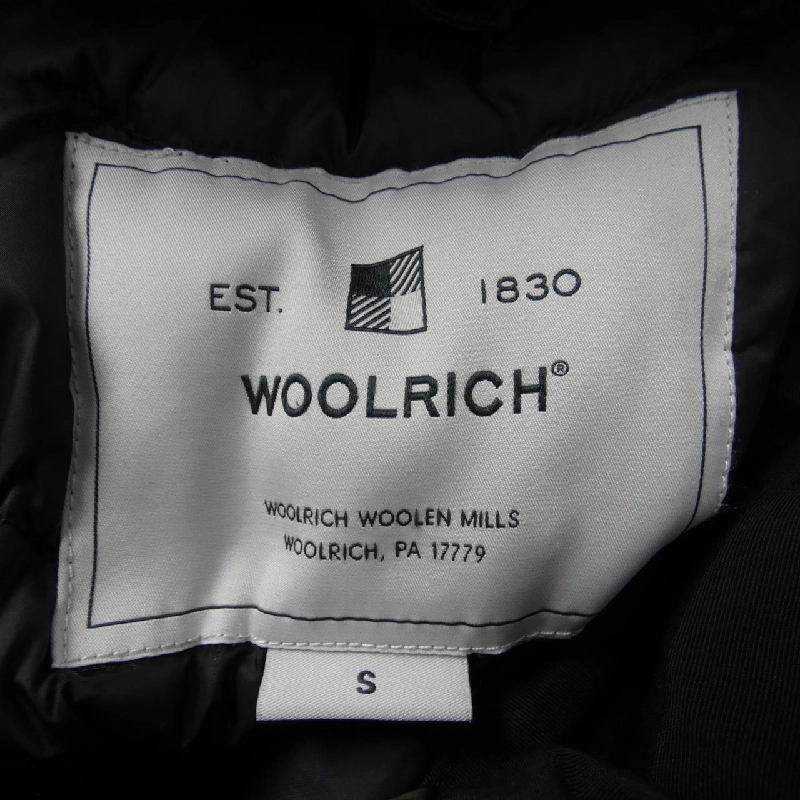 EST. 1830
WOOLRICH®
WOOLRICH WOOLEN MILLS
WOOLRICH, PA 17779
S